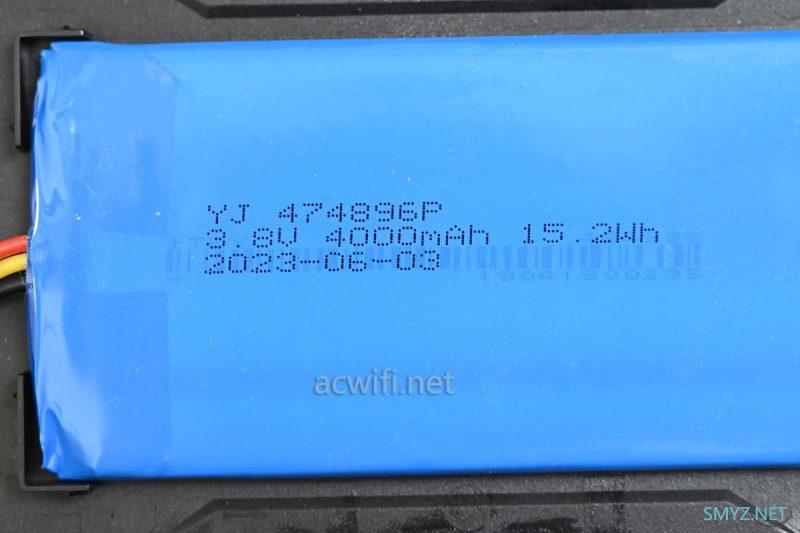 YJ 474896P
3.8V 4000mAh 15.2Wh
2023-06-03
acwifi.net
SMYZ.NET